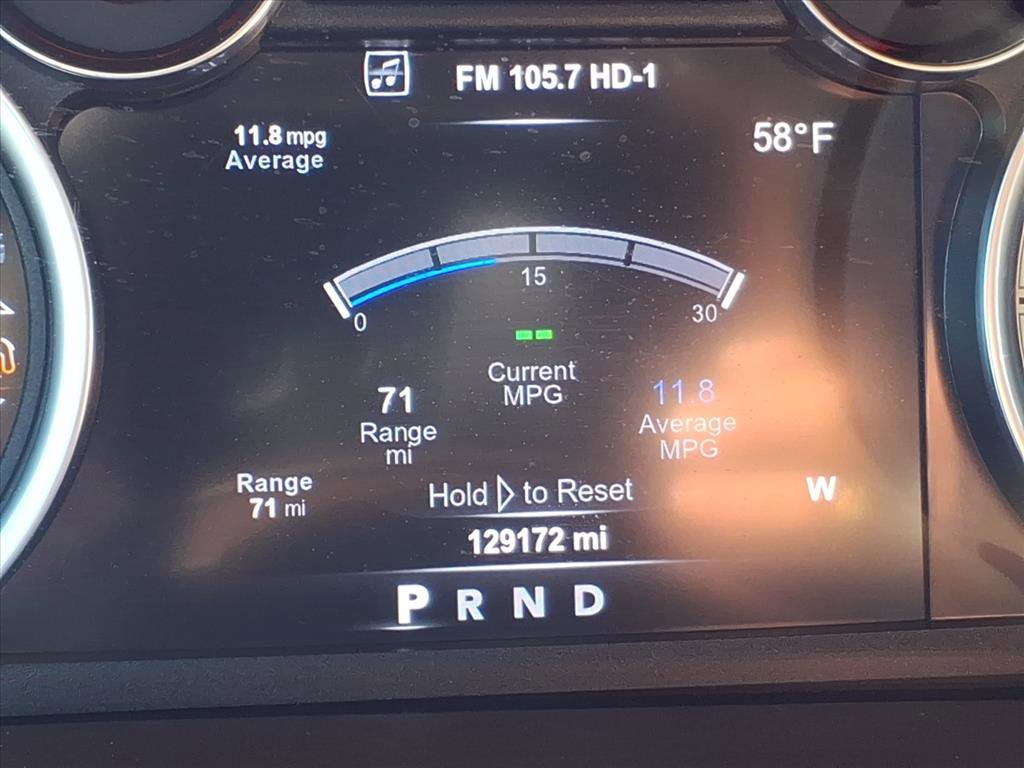 FM 105.7 HD-1
11.8 mpg
Average
58°F
15
0
30
--
Current
MPG
71
Range
mi
11.8
Average
MPG
Range
71 mi
Hold ▷ to Reset
W
129172 mi
P R N D